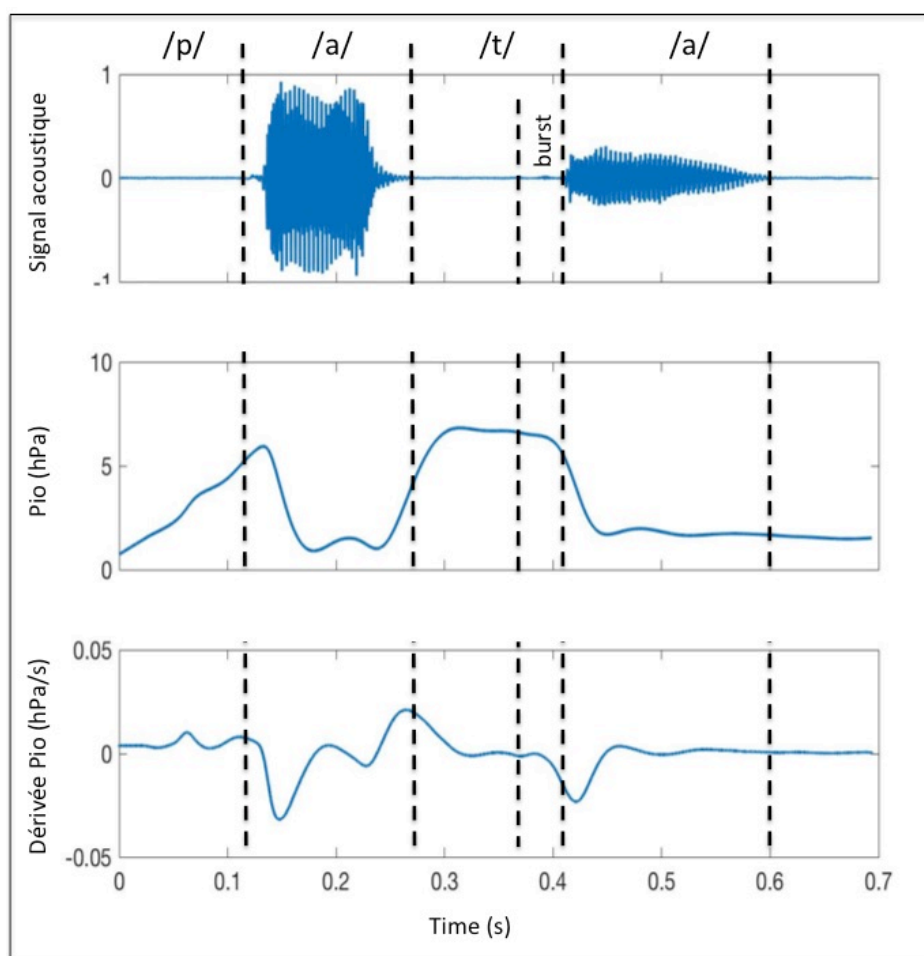 /p/ /a/ /t/ /a/
Signal acoustique
1
0
-1
burst
Pio (hPa)
10
5
0
Dérivée Pio (hPa/s)
0.05
0
-0.05
0 0.1 0.2 0.3 0.4 0.5 0.6 0.7
Time (s)